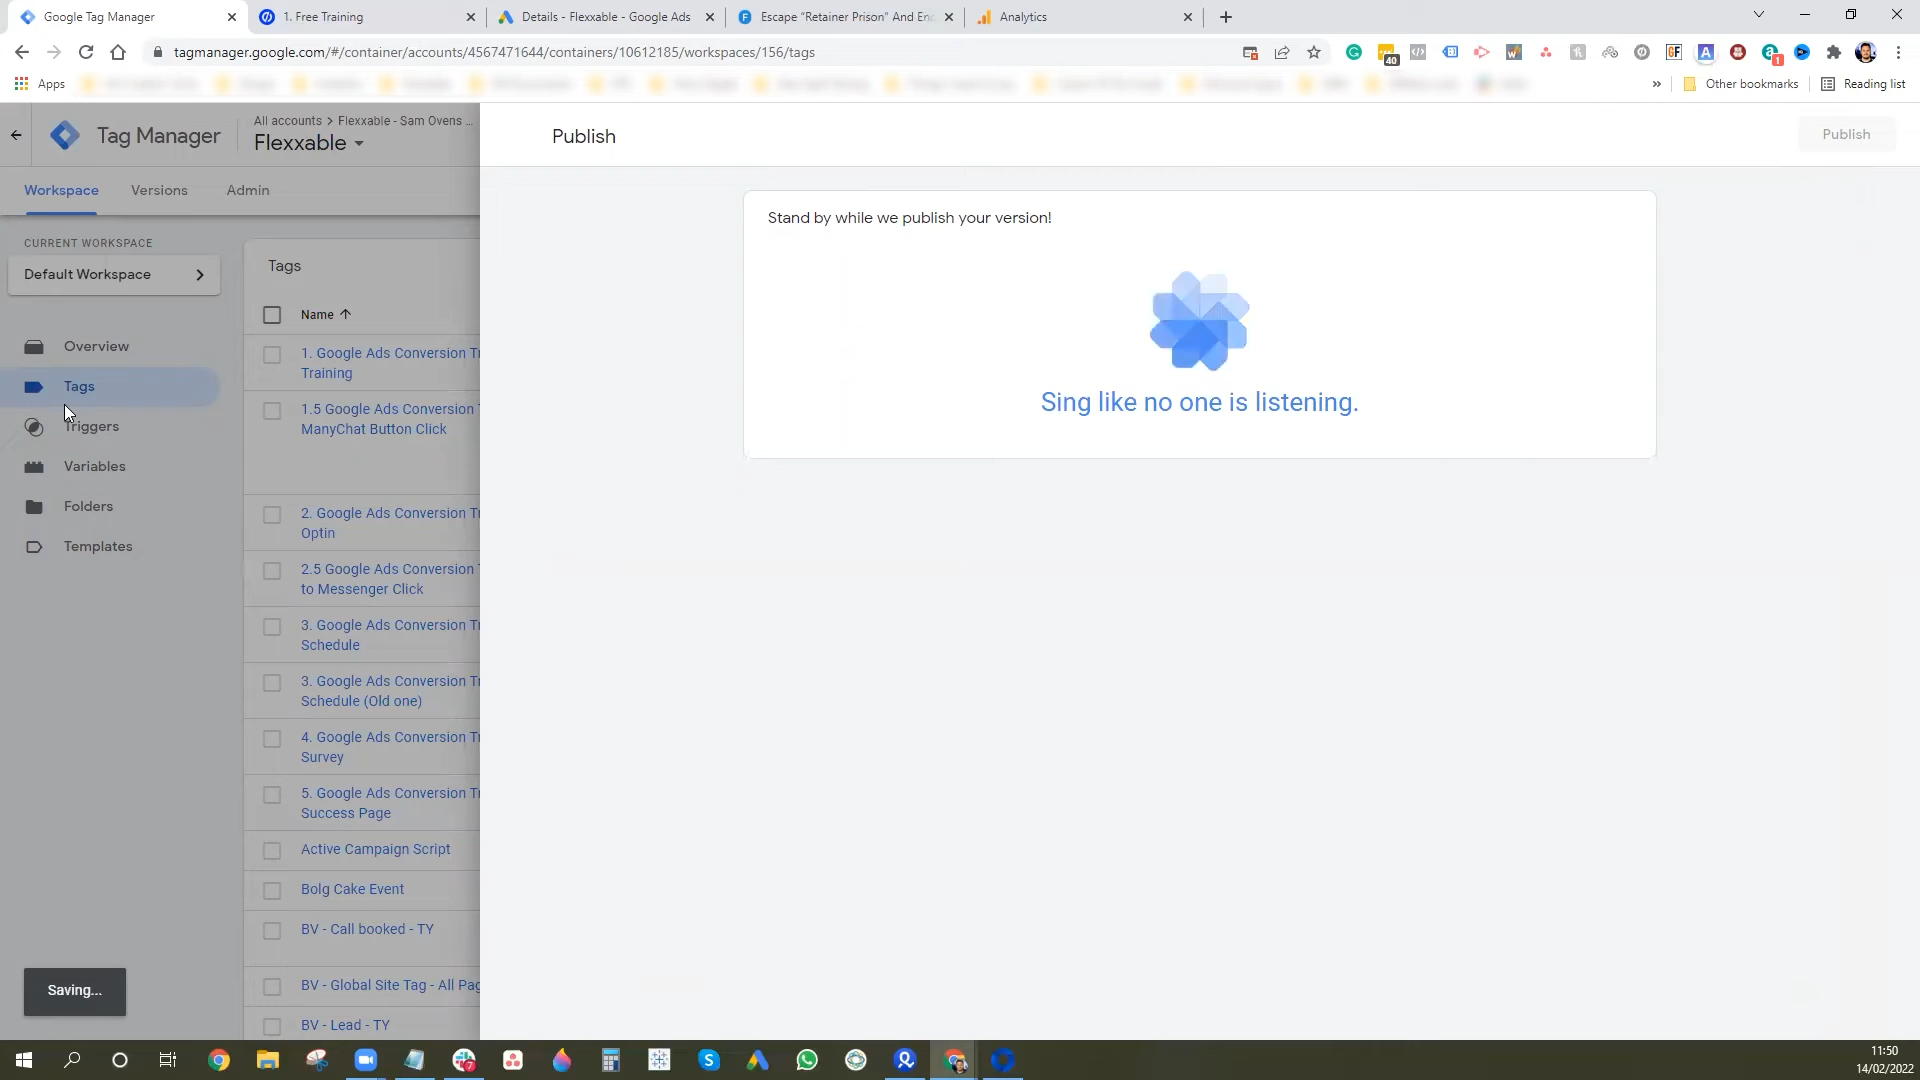 Google Tag Manager
1. Free Training
Details - Flexxable - Google Ads
Escape "Retainer Prison" And En
Analytics
tagmanager.google.com/#/container/accounts/4567471644/containers/10612185/workspaces/156/tags
40
GF
A
1
Apps
»
Other bookmarks
Reading list
Tag Manager
All accounts > Flexxable - Sam Ovens ...
Flexxable
Publish
Publish
Workspace
Versions
Admin
Stand by while we publish your version!
Sing like no one is listening.
CURRENT WORKSPACE
Default Workspace
Overview
Tags
Triggers
Variables
Folders
Templates
Tags
Name
1. Google Ads Conversion Tr
Training
1.5 Google Ads Conversion
ManyChat Button Click
2. Google Ads Conversion Tr
Optin
2.5 Google Ads Conversion
to Messenger Click
3. Google Ads Conversion Tr
Schedule
3. Google Ads Conversion Tr
Schedule (Old one)
4. Google Ads Conversion Tr
Survey
5. Google Ads Conversion Tr
Success Page
Active Campaign Script
Bolg Cake Event
BV - Call booked - TY
BV - Global Site Tag - All Pag
BV - Lead - TY
Saving...
11:50
14/02/2022